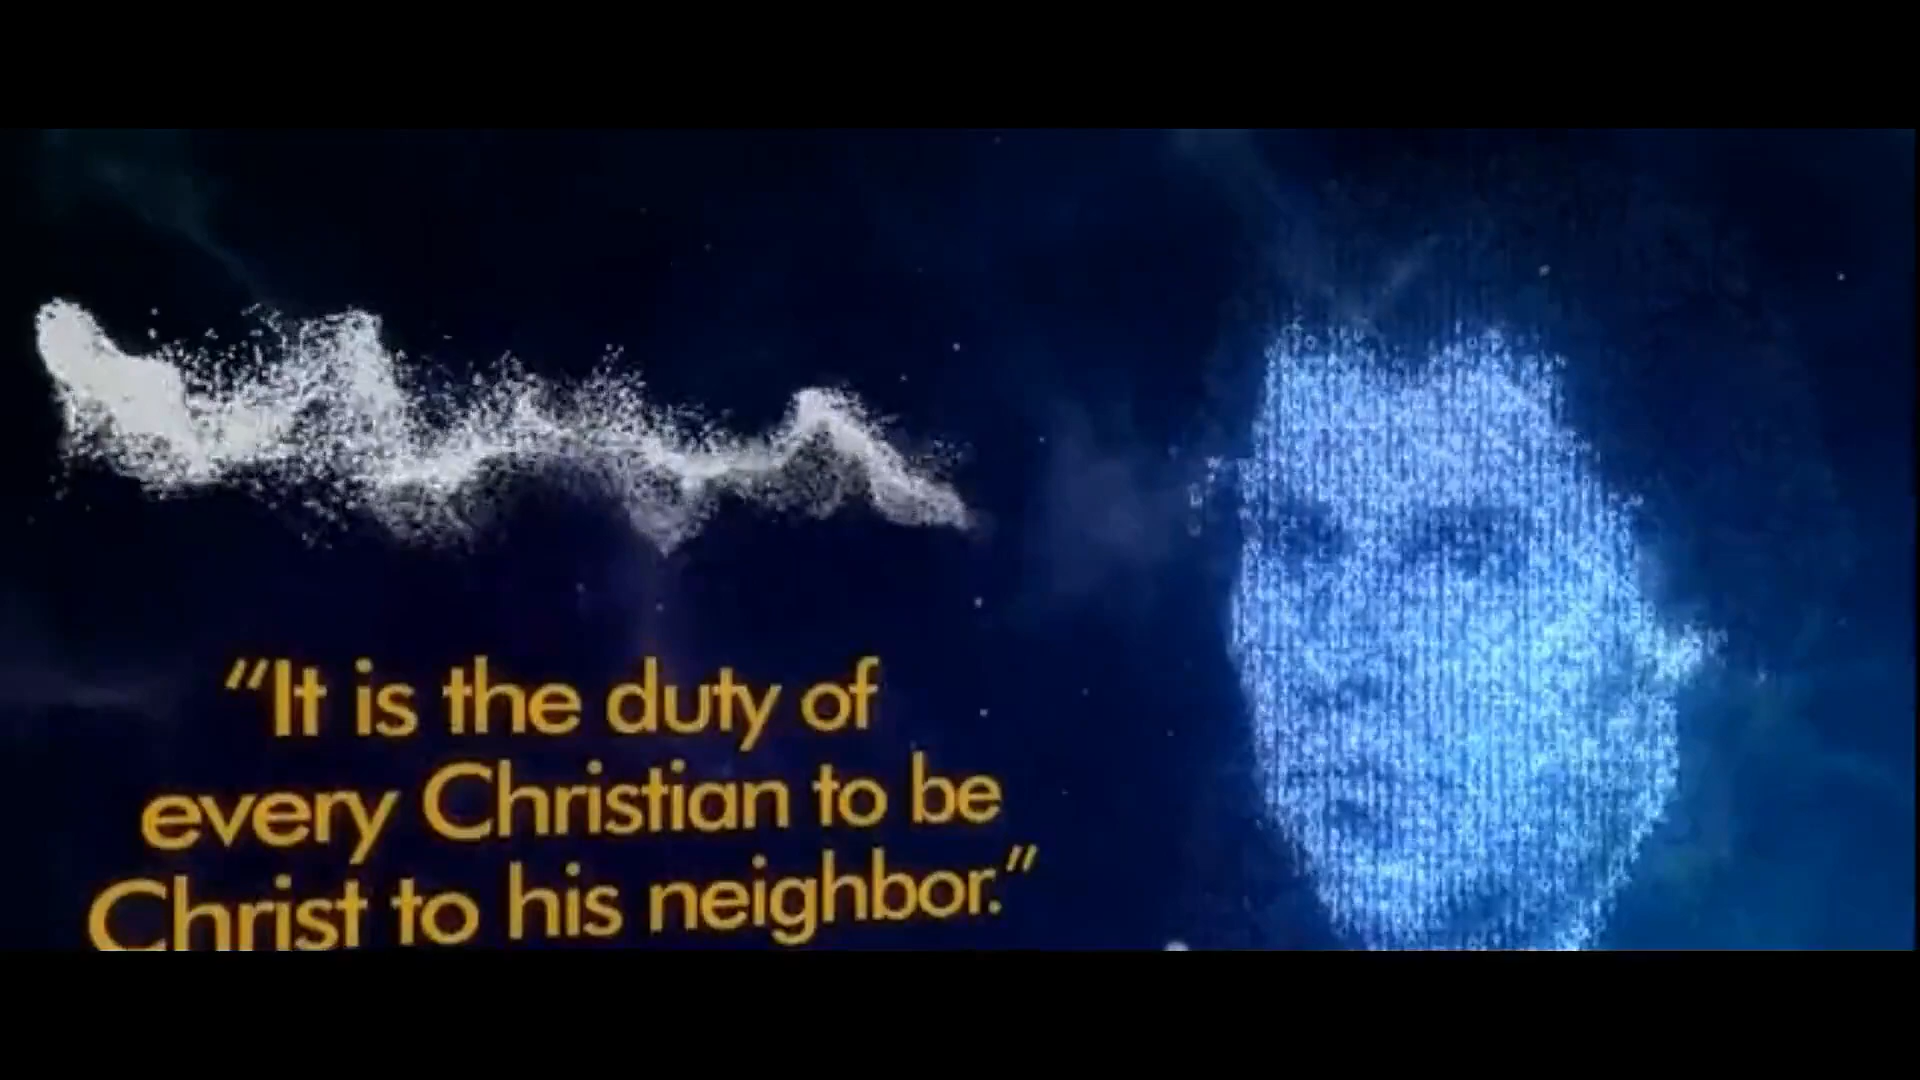 “It is the duty of
every Christian to be
Christ to his neighbor.”